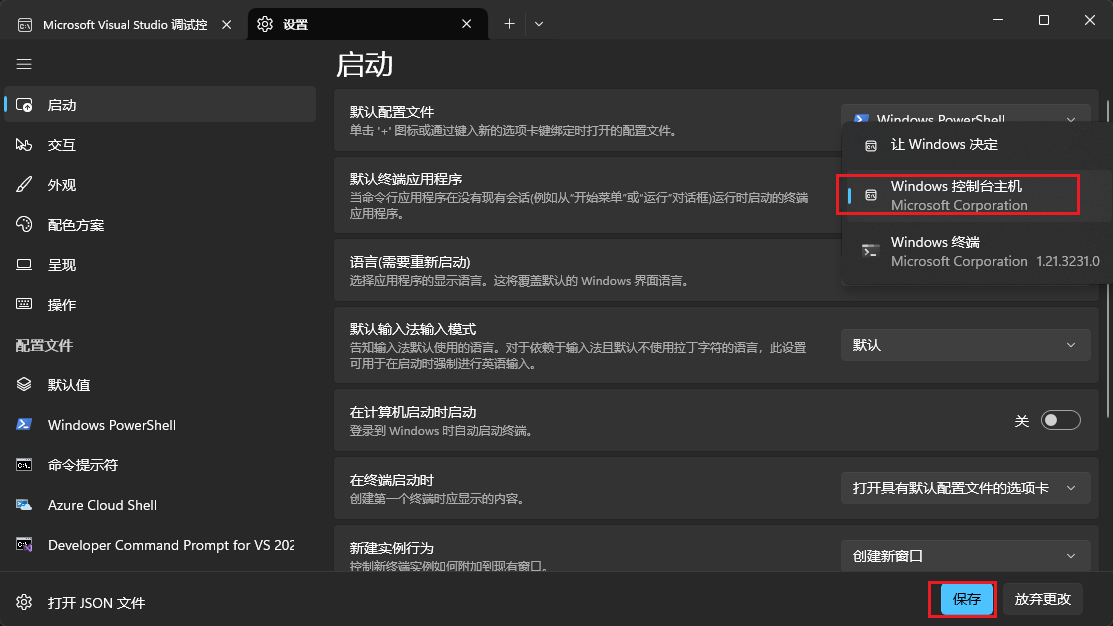 Microsoft Visual Studio 调试控
设置
启动
交互
外观
配色方案
呈现
操作
配置文件
默认值
Windows PowerShell
命令提示符
Azure Cloud Shell
Developer Command Prompt for VS 202
打开 JSON 文件
启动
默认配置文件
单击 '+' 图标或通过键入新的选项卡键绑定时打开的配置文件。
Windows PowerShell
让 Windows 决定
Windows 控制台主机
Microsoft Corporation
Windows 终端
Microsoft Corporation 1.21.3231.0
默认终端应用程序
当命令行应用程序在没有现有会话(例如从“开始菜单”或“运行”对话框)运行时启动的终端
应用程序。
语言(需要重新启动)
选择应用程序的显示语言。这将覆盖默认的 Windows 界面语言。
默认输入法输入模式
告知输入法默认使用的语言。对于依赖于输入法且默认不使用拉丁字符的语言，此设置
可用于在启动时强制进行英语输入。
默认
在计算机启动时启动
登录到 Windows 时自动启动终端。
关
在终端启动时
创建第一个终端时应显示的内容。
打开具有默认配置文件的选项卡
新建实例行为
控制新终端实例如何附加到现有窗口。
创建新窗口
保存
放弃更改